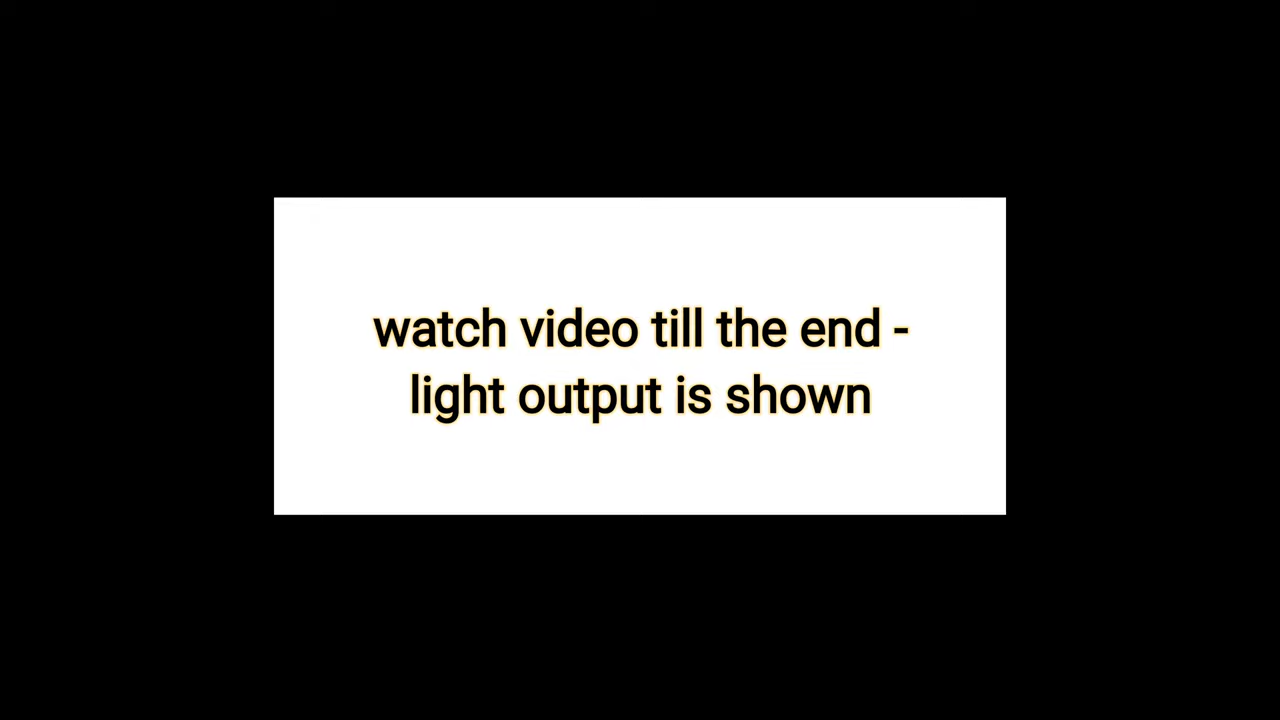 watch video till the end -
light output is shown